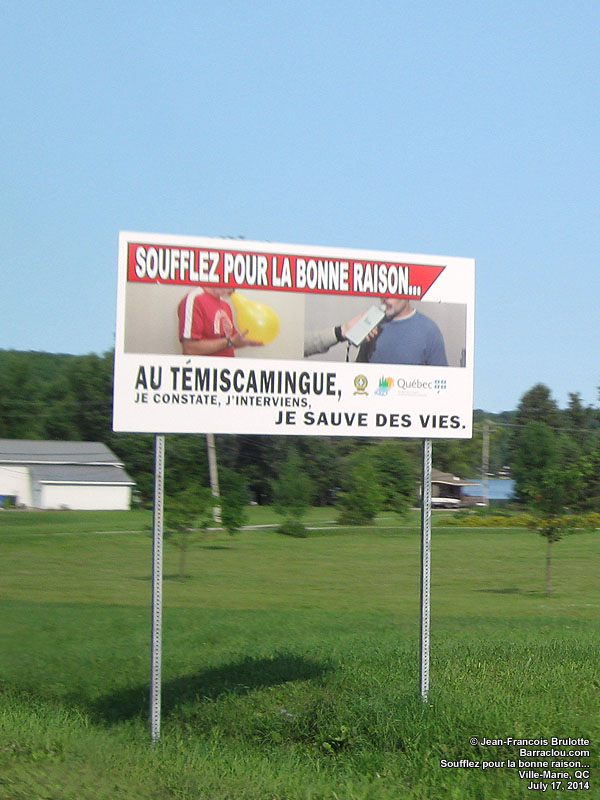 SOUFFLEZ POUR LA BONNE RAISON...
AU TÉMISCAMINGUE,
Québec
JE CONSTATE, J'INTERVIENS,
JE SAUVE DES VIES.
© Jean-Francois Brulotte
Barraclou.com
Soufflez pour la bonne raison...
Ville-Marie, QC
July 17, 2014